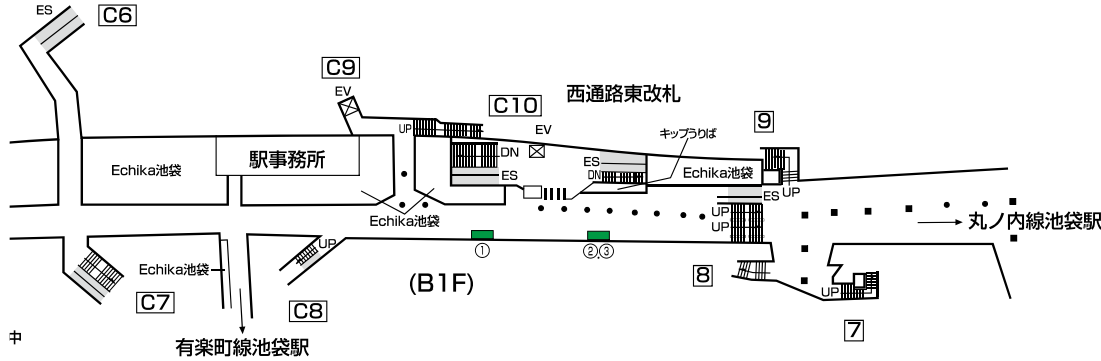 ES
C6
C9
EV
C10
西通路東改札
EV
キップうりば
9
UP
DN
ES
ES
DN
Echika池袋
駅事務所
Echika池袋
ES
UP
Echika池袋
UP
UP
丸ノ内線池袋駅
①
②,③
UP
Echika池袋
(B1F)
8
C7
C8
UP
7
有楽町線池袋駅